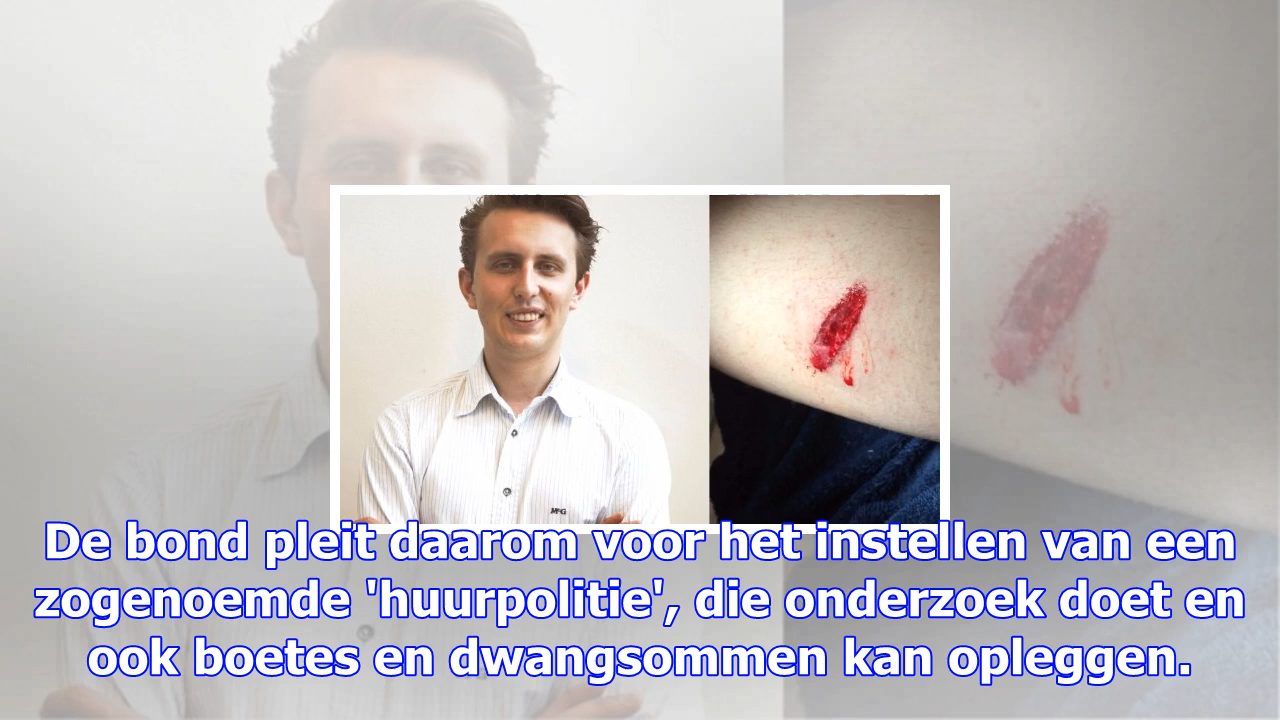 De bond pleit daarom voor het instellen van een
zogenoemde 'huurpolitie', die onderzoek doet en
ook boetes en dwangsommen kan opleggen.